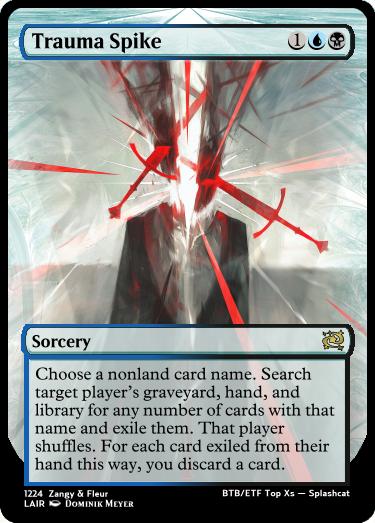 Trauma Spike 1
Sorcery
Choose a nonland card name. Search
target player's graveyard, hand, and
library for any number of cards with that
name and exile them. That player
shuffles. For each card exiled from their
hand this way, you discard a card.
1224 Zangy & Fleur BTB/ETF Top Xs — Splashcat
LAIR Dominik Meyer